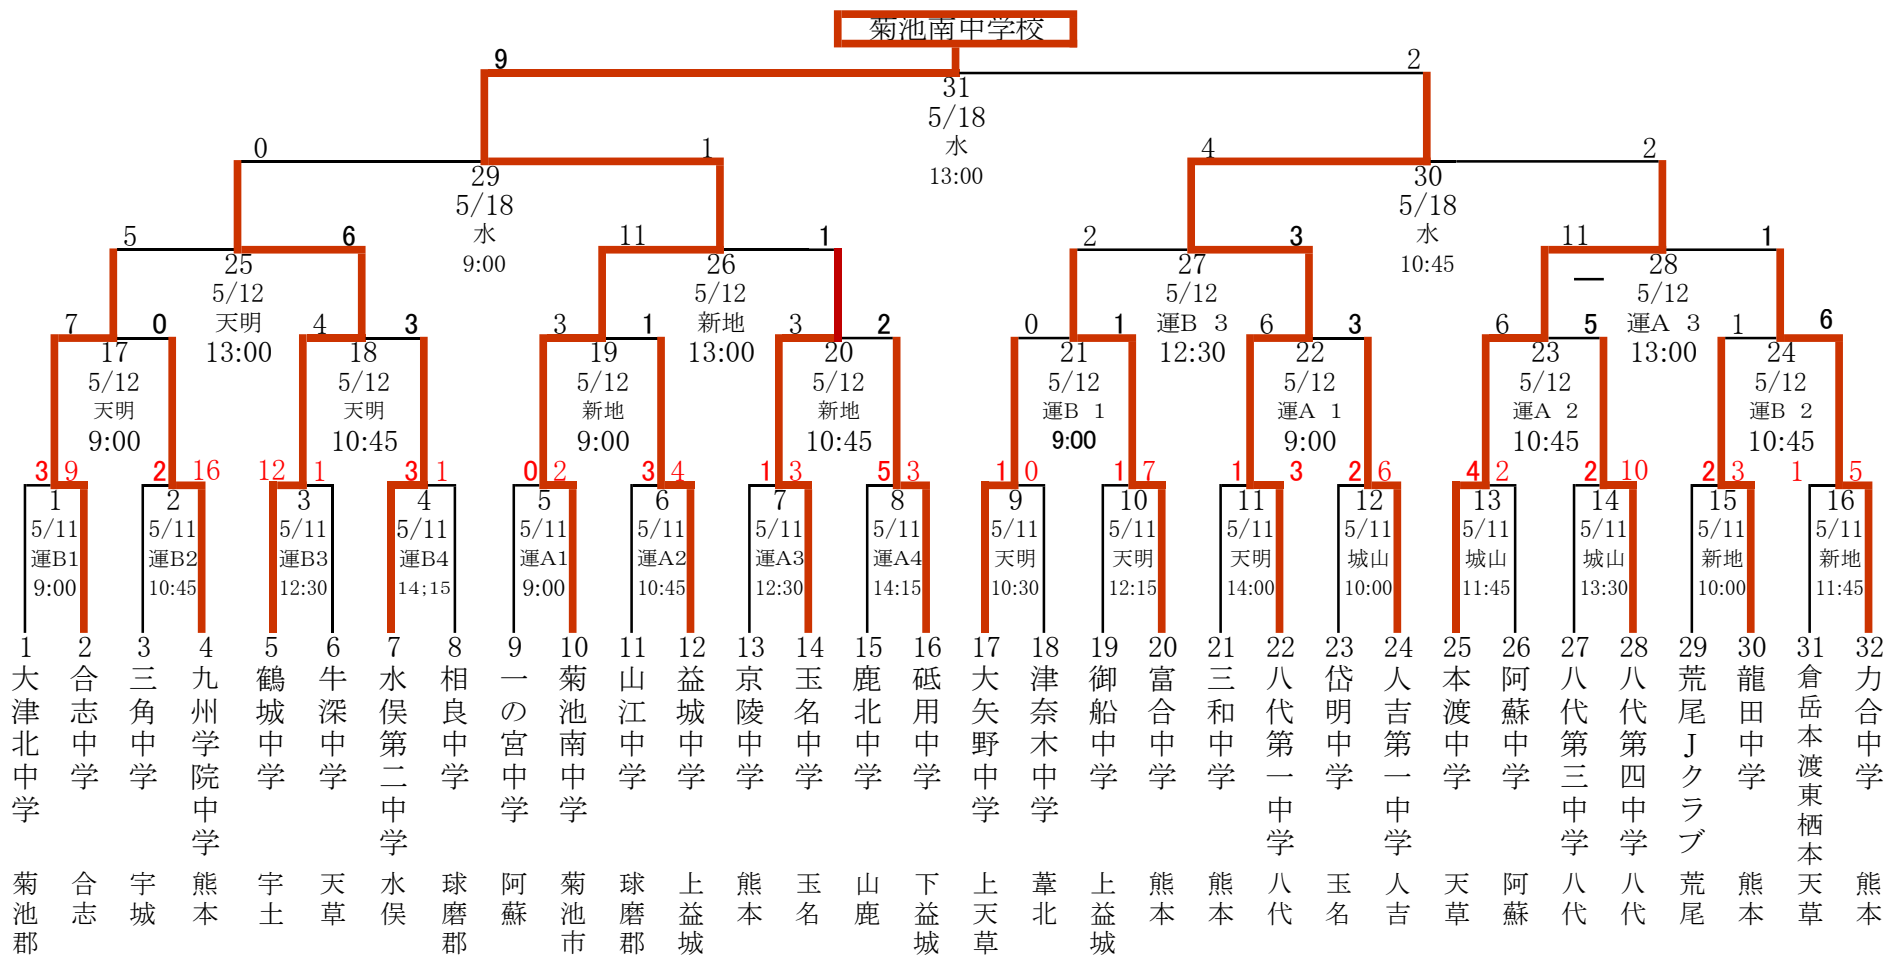 菊池南中学校
9 2
31
5/18
水
13:00
0 1 4 2
29 30
5/18 5/18
水 水
9:00 10:45
5 6 11 1 2 3 11 1
25 26 27 28
5/12 5/12 5/12 5/12
天明 新地 運B 3 運A 3
13:00 13:00 12:30 13:00
7 0 4 3 3 1 3 2 0 1 6 3 6 5 1 6
17 18 19 20 21 22 23 24
5/12 5/12 5/12 5/12 5/12 5/12 5/12 5/12
天明 天明 新地 新地 運B 1 運A 1 運A 2 運B 2
9:00 10:45 9:00 10:45 9:00 9:00 10:45 10:45
3 9 2 16 12 1 3 1 0 2 3 4 1 3 5 3 1 0 1 7 1 3 2 6 4 2 2 10 2 3 1 5
1 2 3 4 5 6 7 8 9 10 11 12 13 14 15 16
5/11 5/11 5/11 5/11 5/11 5/11 5/11 5/11 5/11 5/11 5/11 5/11 5/11 5/11 5/11 5/11
運B1 運B2 運B3 運B4 運A1 運A2 運A3 運A4 天明 天明 天明 城山 城山 城山 新地 新地
9:00 10:45 12:30 14;15 9:00 10:45 12:30 14:15 10:30 12:15 14:00 10:00 11:45 13:30 10:00 11:45
1 2 3 4 5 6 7 8 9 10 11 12 13 14 15 16 17 18 19 20 21 22 23 24 25 26 27 28 29 30 31 32
大津北中学
合志中学
三角中学
九州学院中学
鶴城中学
牛深中学
水俣第二中学
相良中学
一の宮中学
菊池南中学
山江中学
益城中学
京陵中学
玉名中学
鹿北中学
砥用中学
大矢野中学
津奈木中学
御船中学
富合中学
三和中学
八代第一中学
岱明中学
人吉第一中学
本渡中学
阿蘇中学
八代第三中学
八代第四中学
荒尾Jクラブ
龍田中学
倉岳本渡東栖本
力合中学
菊池郡
合志
宇城
熊本
宇土
天草
水俣
球磨郡
阿蘇
菊池市
球磨郡
上益城
熊本
玉名
山鹿
下益城
上天草
葦北
上益城
熊本
熊本
八代
玉名
人吉
天草
阿蘇
八代
八代
荒尾
熊本
天草
熊本